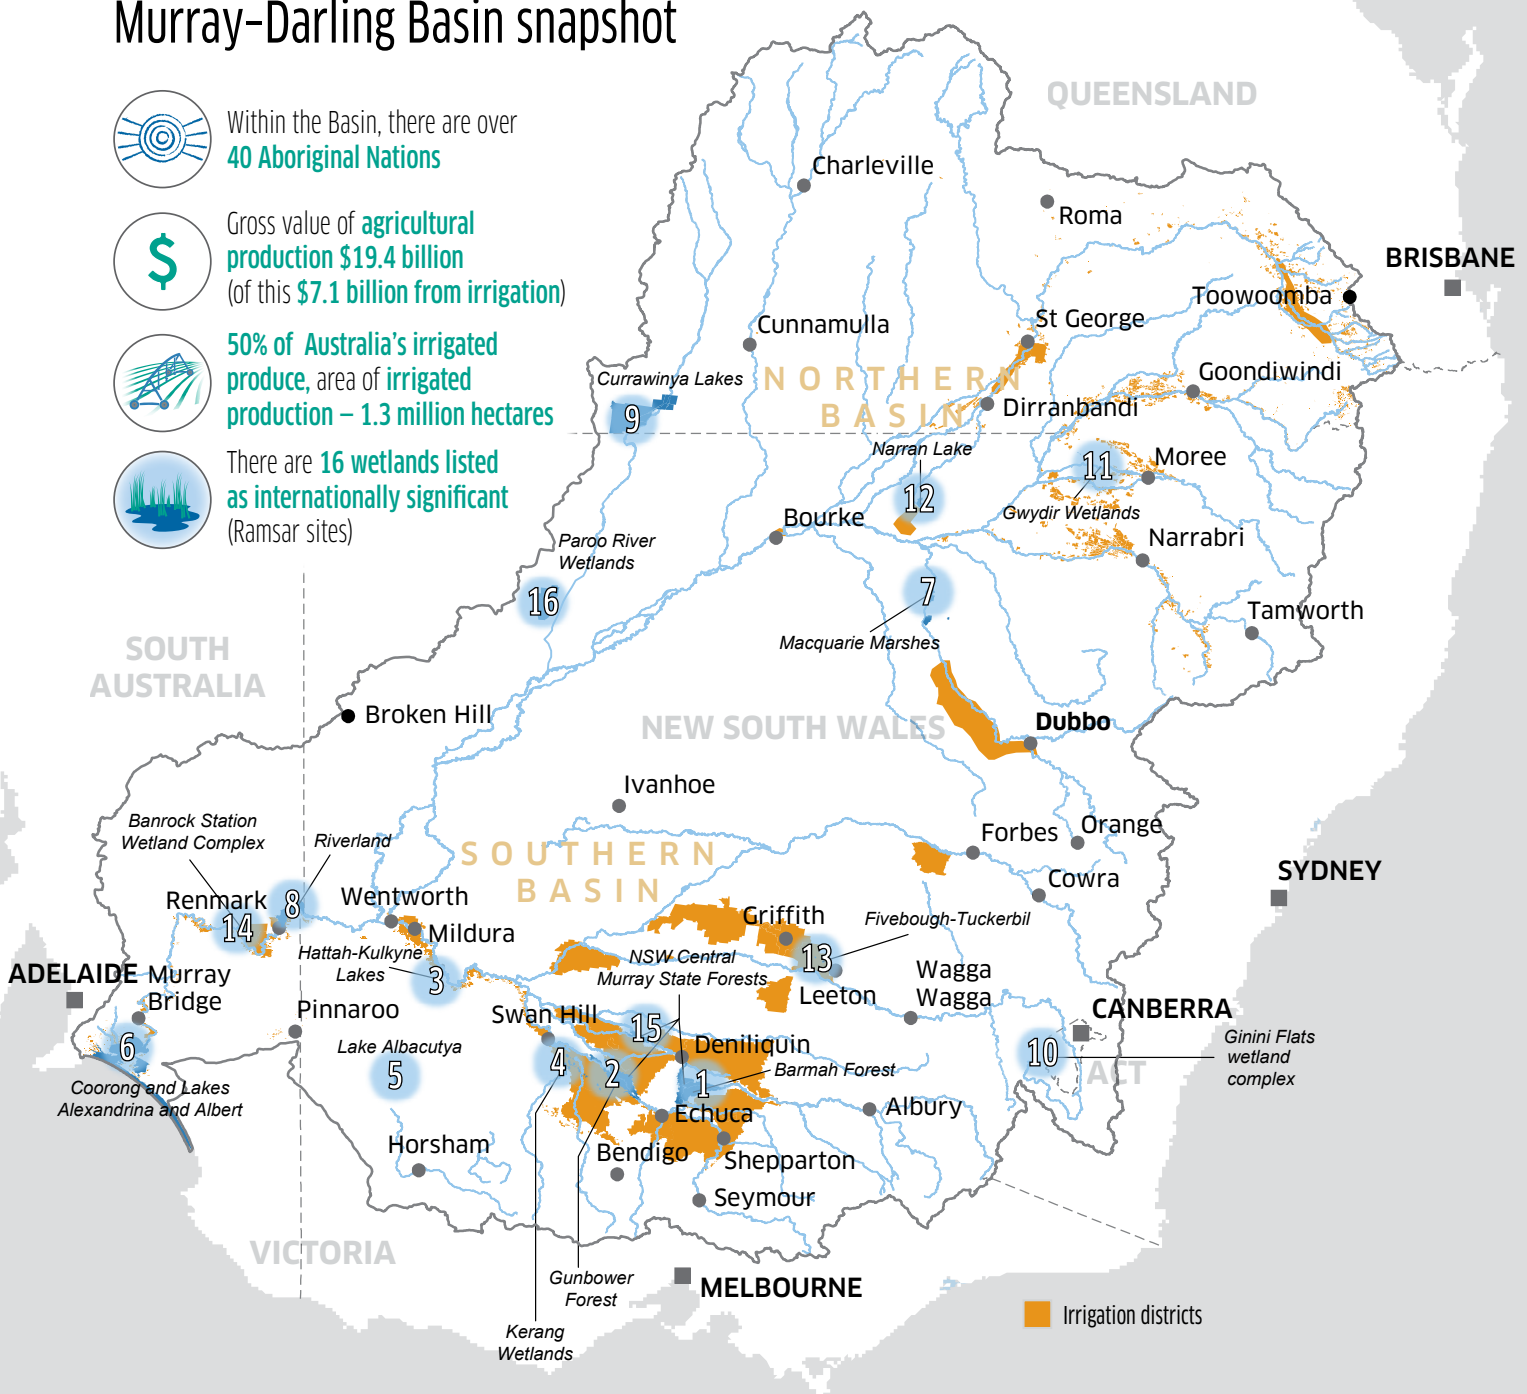 Murray–Darling Basin snapshot
Within the Basin, there are over
40 Aboriginal Nations
$
Gross value of agricultural
production $19.4 billion
(of this $7.1 billion from irrigation)
50% of Australia's irrigated
produce, area of irrigated
production – 1.3 million hectares
There are 16 wetlands listed
as internationally significant
(Ramsar sites)
QUEENSLAND
Charleville
Roma
BRISBANE
Toowoomba
St George
Cunnamulla
Goondiwindi
Currawinya Lakes
9
NORTHERN
BASIN
Dirranbandi
Narran Lake
12
11
Moree
Gwydir Wetlands
Bourke
Narrabri
Paroo River
Wetlands
16
7
Macquarie Marshes
Tamworth
SOUTH
AUSTRALIA
Broken Hill
NEW SOUTH WALES
Dubbo
Ivanhoe
Banrock Station
Wetland Complex
Riverland
SOUTHERN
BASIN
Forbes
Orange
Cowra
SYDNEY
Renmark
14
8
Wentworth
Mildura
Griffith
Fivebough-Tuckerbil
13
Hattah-Kulkyne
Lakes
3
NSW Central
Murray State Forests
Leeton
Wagga
Wagga
ADELAIDE
Murray
Bridge
Pinnaroo
Swan Hill
15
CANBERRA
6
Lake Albacutya
5
4
2
1
Deniliquin
Barmah Forest
10
ACT
Ginini Flats
wetland
complex
Coorong and Lakes
Alexandrina and Albert
Echuca
Albury
Horsham
Bendigo
Shepparton
Seymour
VICTORIA
Gunbower
Forest
MELBOURNE
Kerang
Wetlands
Irrigation districts